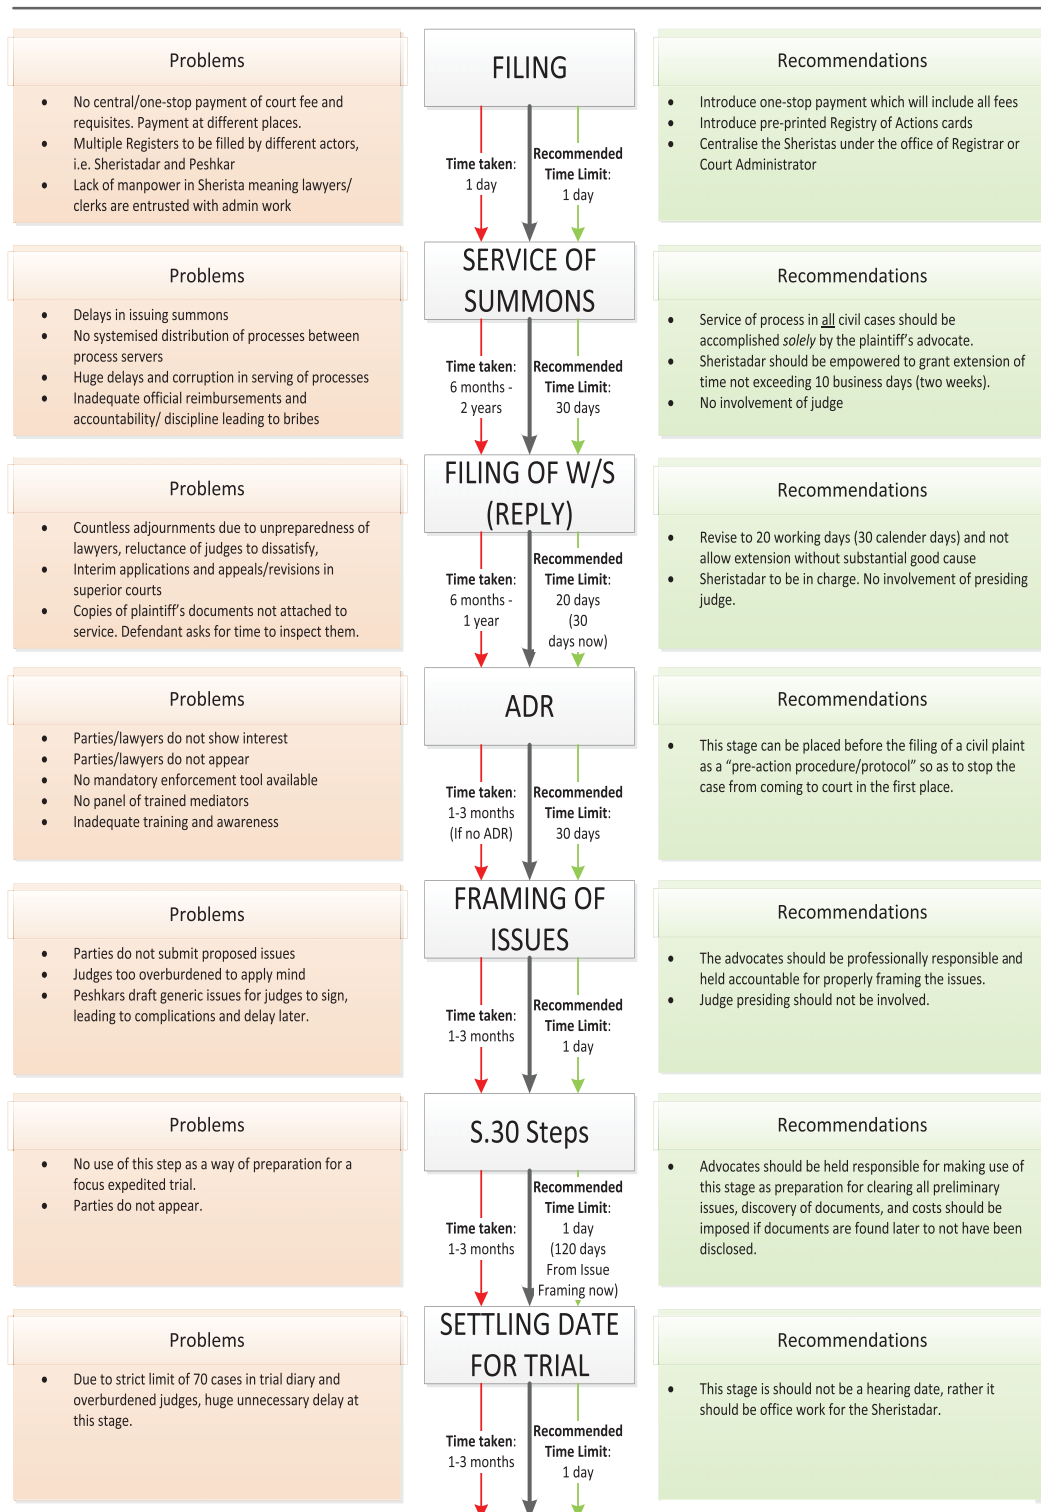 Problems
No central/one-stop payment of court fee and
requisites. Payment at different places.
Multiple Registers to be filled by different actors,
i.e. Sheristadar and Peshkar
Lack of manpower in Sherista meaning lawyers/
clerks are entrusted with admin work
FILING
Time taken:
1 day
Recommended
Time Limit:
1 day
Recommendations
Introduce one-stop payment which will include all fees
Introduce pre-printed Registry of Actions cards
Centralise the Sheristas under the office of Registrar or
Court Administrator
Problems
Delays in issuing summons
No systemised distribution of processes between
process servers
Huge delays and corruption in serving of processes
Inadequate official reimbursements and
accountability/ discipline leading to bribes
SERVICE OF
SUMMONS
Time taken:
6 months -
2 years
Recommended
Time Limit:
30 days
Recommendations
Service of process in all civil cases should be
accomplished solely by the plaintiff's advocate.
Sheristadar should be empowered to grant extension of
time not exceeding 10 business days (two weeks).
No involvement of judge
Problems
Countless adjournments due to unpreparedness of
lawyers, reluctance of judges to dissatisfy,
Interim applications and appeals/revisions in
superior courts
Copies of plaintiff's documents not attached to
service. Defendant asks for time to inspect them.
FILING OF W/S
(REPLY)
Time taken:
6 months -
1 year
Recommended
Time Limit:
20 days
(30
days now)
Recommendations
Revise to 20 working days (30 calender days) and not
allow extension without substantial good cause
Sheristadar to be in charge. No involvement of presiding
judge.
Problems
Parties/lawyers do not show interest
Parties/lawyers do not appear
No mandatory enforcement tool available
No panel of trained mediators
Inadequate training and awareness
ADR
Time taken:
1-3 months
(If no ADR)
Recommended
Time Limit:
30 days
Recommendations
This stage can be placed before the filing of a civil plaint
as a "pre-action procedure/protocol" so as to stop the
case from coming to court in the first place.
Problems
Parties do not submit proposed issues
Judges too overburdened to apply mind
Peshkars draft generic issues for judges to sign,
leading to complications and delay later.
FRAMING OF
ISSUES
Time taken:
1-3 months
Recommended
Time Limit:
1 day
Recommendations
The advocates should be professionally responsible and
held accountable for properly framing the issues.
Judge presiding should not be involved.
Problems
No use of this step as a way of preparation for a
focus expedited trial.
Parties do not appear.
S.30 Steps
Time taken:
1-3 months
Recommended
Time Limit:
1 day
(120 days
From Issue
Framing now)
Recommendations
Advocates should be held responsible for making use of
this stage as preparation for clearing all preliminary
issues, discovery of documents, and costs should be
imposed if documents are found later to not have been
disclosed.
Problems
Due to strict limit of 70 cases in trial diary and
overburdened judges, huge unnecessary delay at
this stage.
SETTLING DATE
FOR TRIAL
Time taken:
1-3 months
Recommended
Time Limit:
1 day
Recommendations
This stage is should not be a hearing date, rather it
should be office work for the Sheristadar.